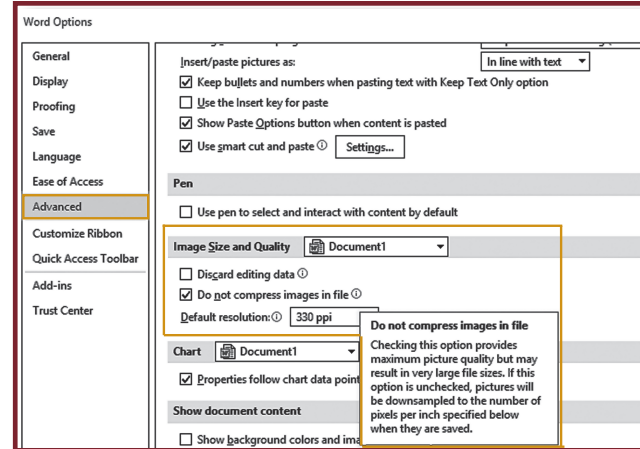 Word Options
General
Display
Proofing
Save
Language
Ease of Access
Advanced
Customize Ribbon
Quick Access Toolbar
Add-ins
Trust Center
Insert/paste pictures as: In line with text
Keep bullets and numbers when pasting text with Keep Text Only option
Use the Insert key for paste
Show Paste Options button when content is pasted
Use smart cut and paste Settings...
Pen
Use pen to select and interact with content by default
Image Size and Quality Document1
Discard editing data
Do not compress images in file
Default resolution: 330 ppi
Chart Document1
Properties follow chart data point
Show document content
Show background colors and ima
Do not compress images in file
Checking this option provides
maximum picture quality but may
result in very large file sizes. If this
option is unchecked, pictures will
be downsampled to the number of
pixels per inch specified below
when they are saved.